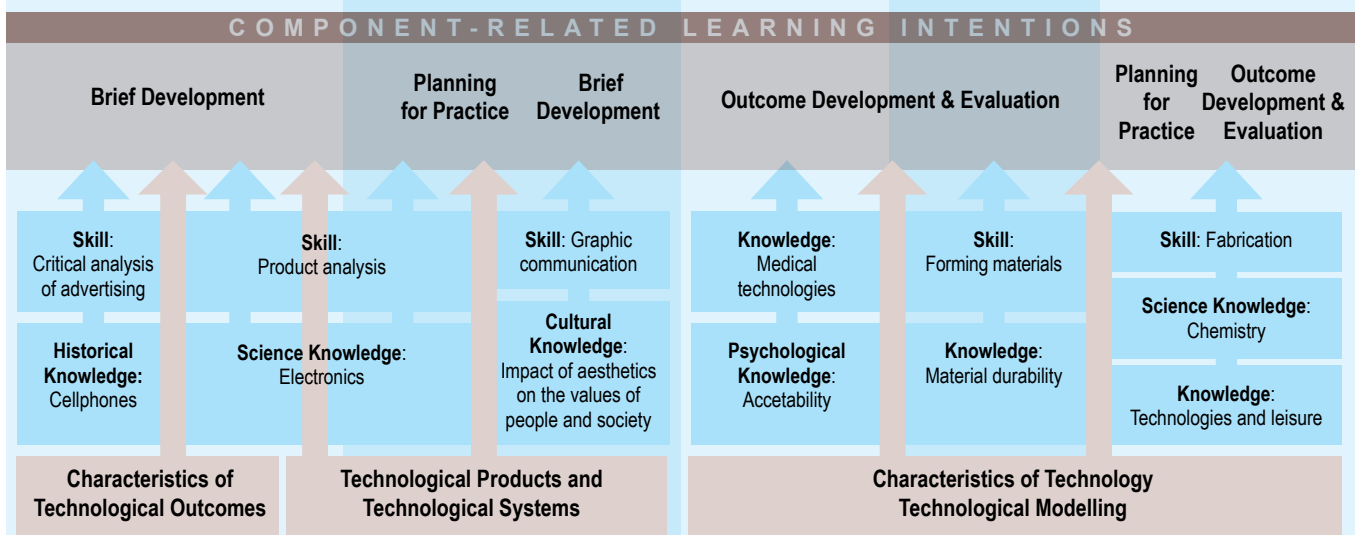 COMPONENT-RELATED LEARNING INTENTIONS
Brief Development
Planning
for Practice
Brief
Development
Outcome Development & Evaluation
Planning
for
Practice
Outcome
Development &
Evaluation
Skill:
Critical analysis
of advertising
Skill:
Product analysis
Skill: Graphic
communication
Knowledge:
Medical
technologies
Skill:
Forming materials
Skill: Fabrication
Historical
Knowledge:
Cellphones
Science Knowledge:
Electronics
Cultural
Knowledge:
Impact of aesthetics
on the values of
people and society
Psychological
Knowledge:
Accetability
Knowledge:
Material durability
Science Knowledge:
Chemistry
Knowledge:
Technologies and leisure
Characteristics of
Technological Outcomes
Technological Products and
Technological Systems
Characteristics of Technology
Technological Modelling